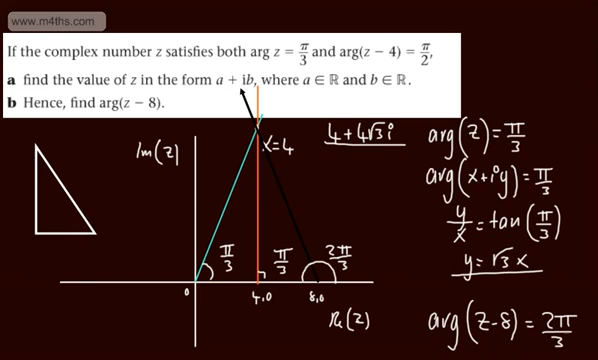 www.m4ths.com
If the complex number z satisfies both arg z = π/3 and arg(z − 4) = π/2,
a find the value of z in the form a + ib, where a ∈ ℝ and b ∈ ℝ.
b Hence, find arg(z − 8).
Im(z)
x=4
4+4√3i
arg(z)=π/3
arg(x+iy)=π/3
y/x=tan(π/3)
y=√3x
π/3
π/3
2π/3
0
4,0
8,0
Re(z)
arg(z-8)=2π/3